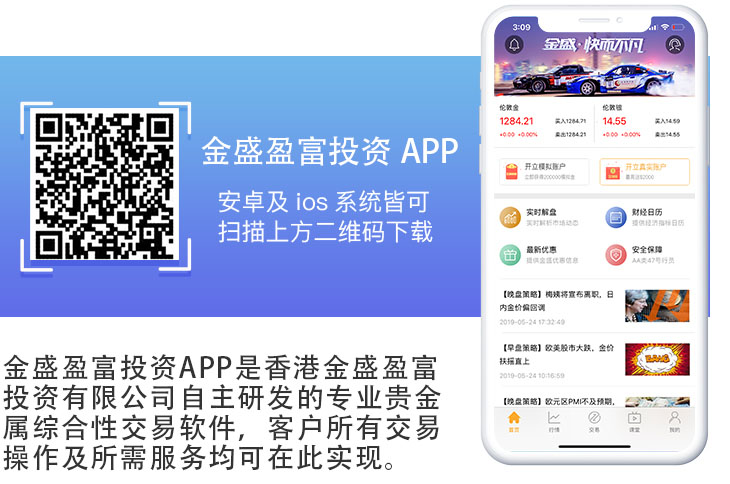 金盛盈富投资 APP
安卓及 ios 系统皆可
扫描上方二维码下载
金盛盈富投资APP是香港金盛盈富
投资有限公司自主研发的专业贵金
属综合性交易软件，客户所有交易
操作及所需服务均可在此实现。
3:09
金盛·快而不凡
伦敦金
1284.21
买入1284.71
+0.00 +0.00%
卖出1284.21
伦敦银
14.55
买入14.59
+0.00 +0.00%
卖出14.55
开立模拟账户
立即获得200000模拟金
开立真实账户
最高送$2000
实时解盘
实时解析市场动态
财经日历
提供经济指标日历
最新优惠
提供金盛优惠信息
安全保障
AA类47号行员
【晚盘策略】梅姨将宣布离职，日
内金价偏回调
2019-05-24 17:32:49
【早盘策略】欧美股市大跌，金价
扶摇直上
2019-05-24 10:16:59
BANG
【晚盘策略】欧元区PMI不及预期，
首页
行情
交易
课堂
我的